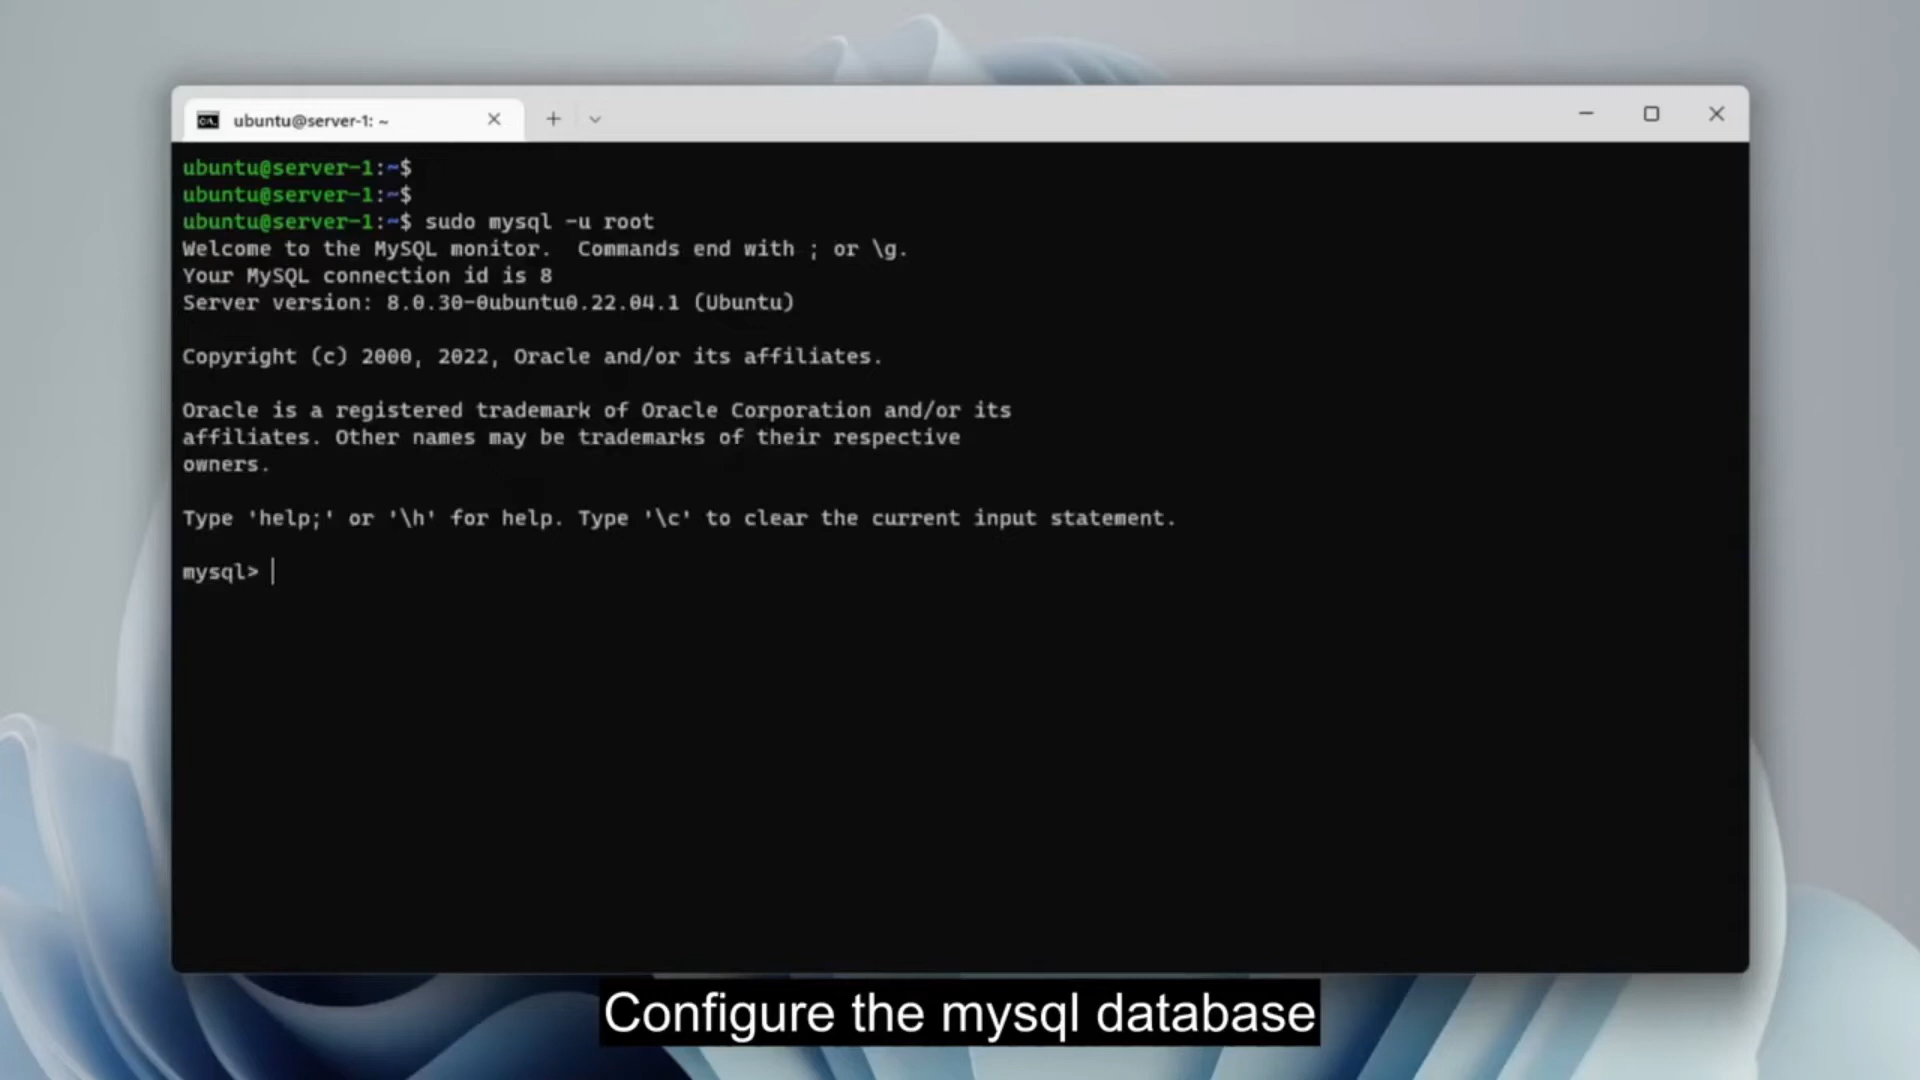 ubuntu@server-1: ~
ubuntu@server-1:~$
ubuntu@server-1:~$
ubuntu@server-1:~$ sudo mysql -u root
Welcome to the MySQL monitor.  Commands end with ; or \g.
Your MySQL connection id is 8
Server version: 8.0.30-0ubuntu0.22.04.1 (Ubuntu)
Copyright (c) 2000, 2022, Oracle and/or its affiliates.
Oracle is a registered trademark of Oracle Corporation and/or its
affiliates. Other names may be trademarks of their respective
owners.
Type 'help;' or '\h' for help. Type '\c' to clear the current input statement.
mysql>
Configure the mysql database